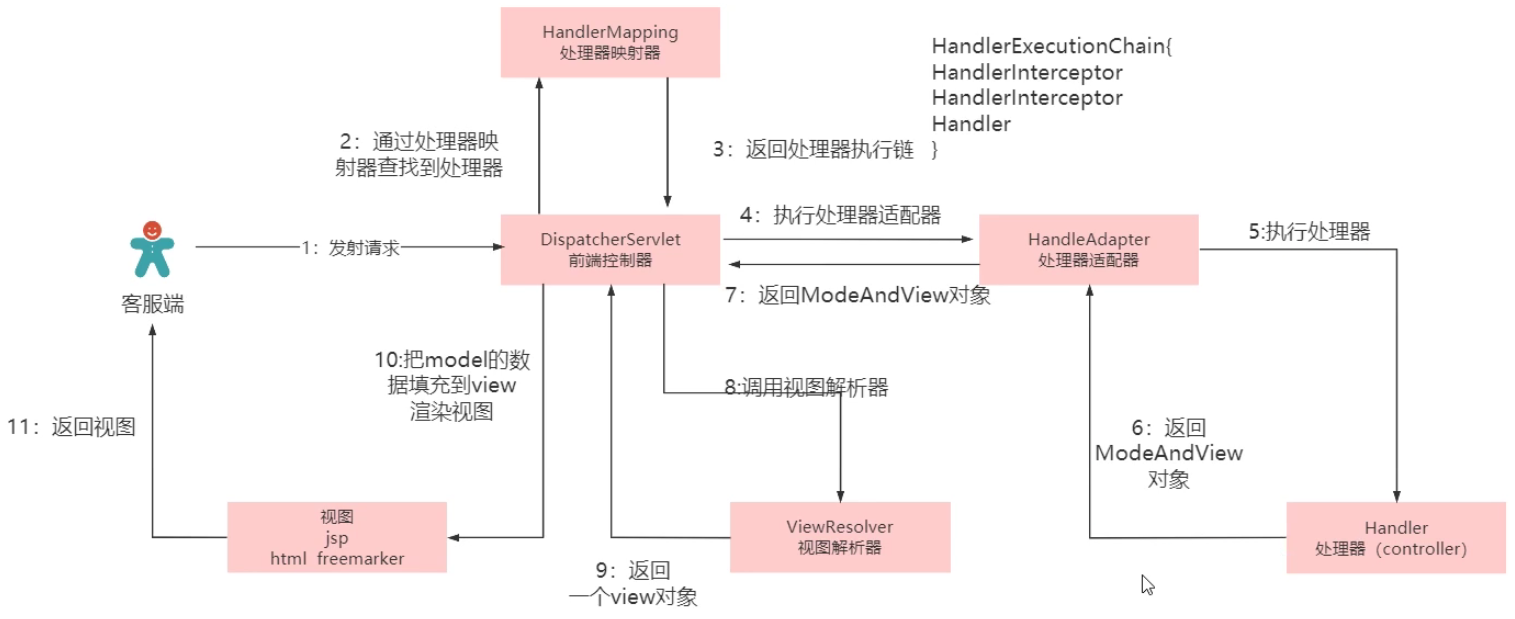 HandlerMapping
处理器映射器
HandlerExecutionChain{
HandlerInterceptor
HandlerInterceptor
Handler
}
2：通过处理器映
射器查找到处理器
3：返回处理器执行链
1：发射请求
客服端
DispatcherServlet
前端控制器
4：执行处理器适配器
HandleAdapter
处理器适配器
5:执行处理器
7：返回ModeAndView对象
10:把model的数
据填充到view
渲染视图
8:调用视图解析器
11：返回视图
6：返回
ModeAndView
对象
视图
jsp
html freemarker
ViewResolver
视图解析器
Handler
处理器（controller）
9：返回
一个view对象